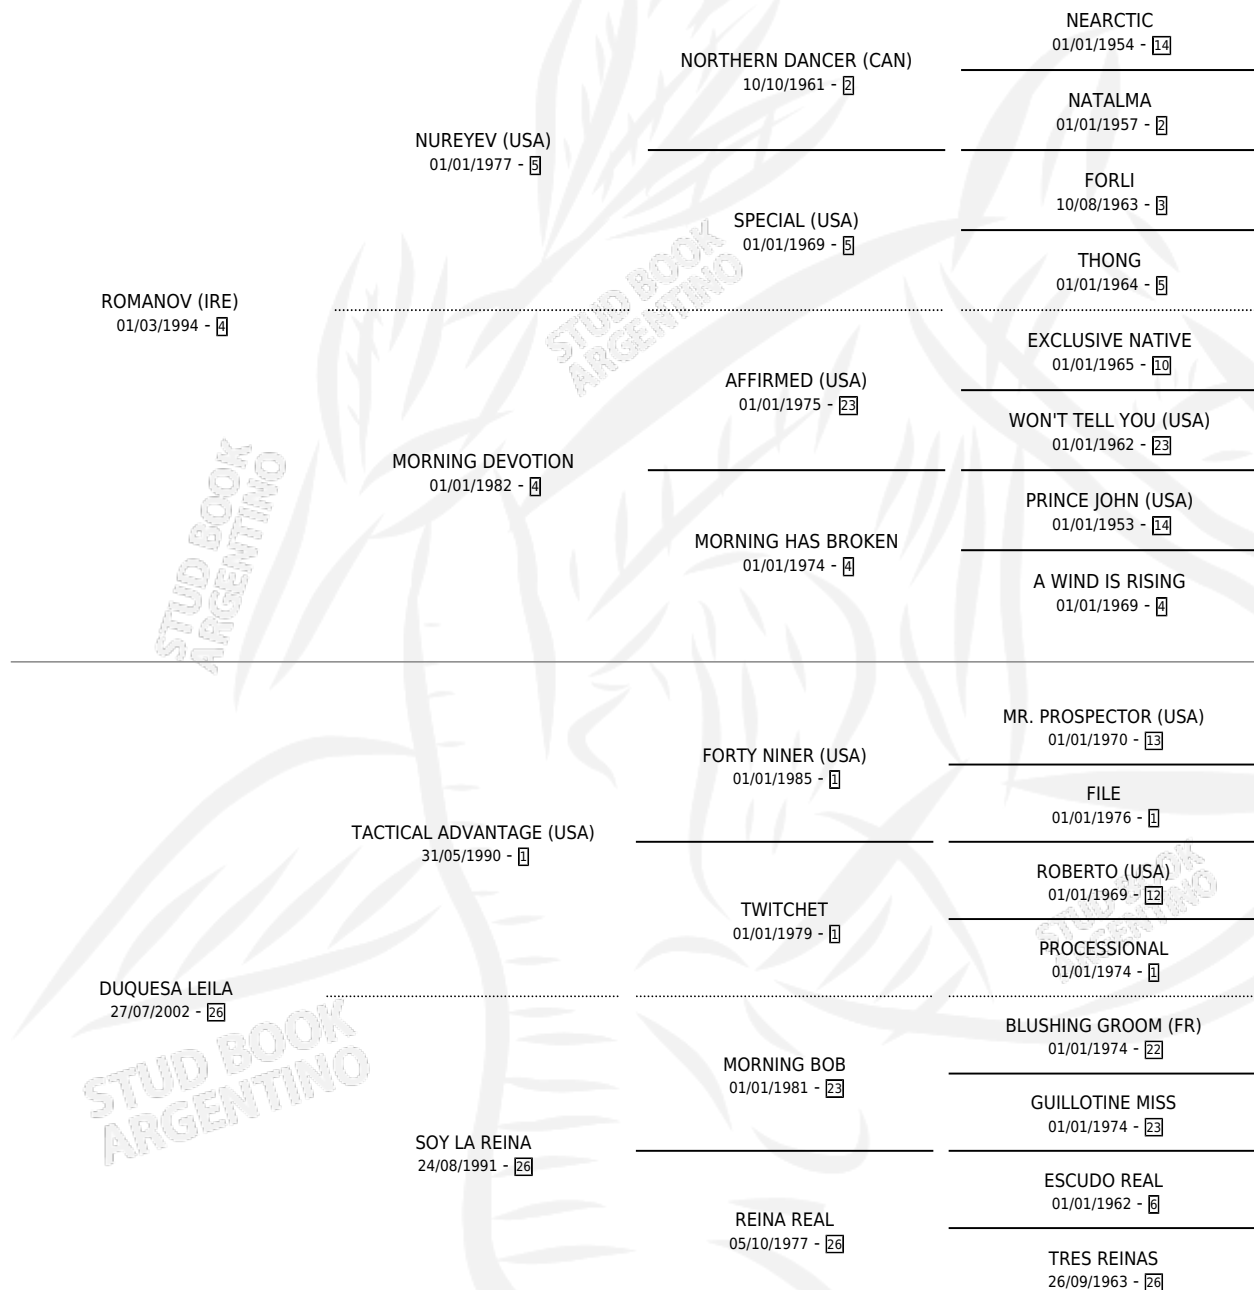 NEARCTIC
01/01/1954 - 14
NORTHERN DANCER (CAN)
10/10/1961 - 2
NATALMA
01/01/1957 - 2
NUREYEV (USA)
01/01/1977 - 5
FORLI
10/08/1963 - 3
SPECIAL (USA)
01/01/1969 - 5
THONG
01/01/1964 - 5
ROMANOV (IRE)
01/03/1994 - 4
STUD BOOK
ARGENTINO
EXCLUSIVE NATIVE
01/01/1965 - 10
AFFIRMED (USA)
01/01/1975 - 23
WON'T TELL YOU (USA)
01/01/1962 - 23
MORNING DEVOTION
01/01/1982 - 4
PRINCE JOHN (USA)
01/01/1953 - 14
MORNING HAS BROKEN
01/01/1974 - 4
A WIND IS RISING
01/01/1969 - 4
STUD BOOK
ARGENTINO
MR. PROSPECTOR (USA)
01/01/1970 - 13
FORTY NINER (USA)
01/01/1985 - 1
FILE
01/01/1976 - 1
TACTICAL ADVANTAGE (USA)
31/05/1990 - 1
ROBERTO (USA)
01/01/1969 - 12
TWITCHET
01/01/1979 - 1
PROCESSIONAL
01/01/1974 - 1
STUD BOOK
ARGENTINO
DUQUESA LEILA
27/07/2002 - 26
STUD BOOK
ARGENTINO
BLUSHING GROOM (FR)
01/01/1974 - 22
MORNING BOB
01/01/1981 - 23
GUILLOTINE MISS
01/01/1974 - 23
SOY LA REINA
24/08/1991 - 26
ESCUDO REAL
01/01/1962 - 6
REINA REAL
05/10/1977 - 26
TRES REINAS
26/09/1963 - 26